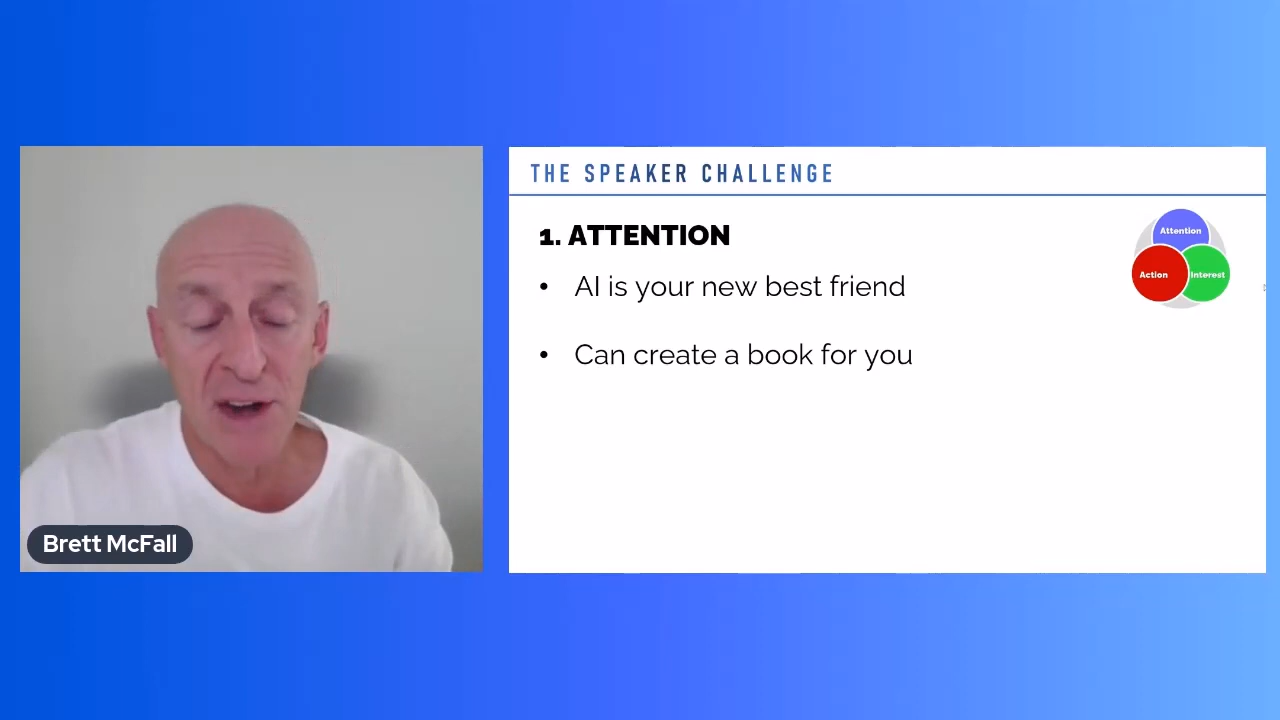 THE SPEAKER CHALLENGE
1. ATTENTION
• AI is your new best friend
• Can create a book for you
Attention
Action
Interest
Brett McFall